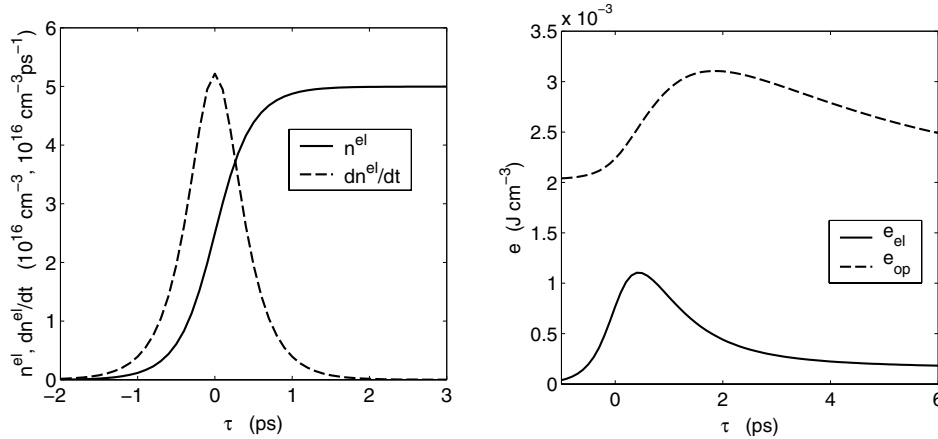 n^el, dn^el/dt (10^16 cm^−3, 10^16 cm^−3ps^−1)
6
5
4
3
2
1
0
−2 −1 0 1 2 3
τ (ps)
n^el
dn^el/dt
x 10^−3
e (J cm^−3)
3.5
3
2.5
2
1.5
1
0.5
0
0 2 4 6
τ (ps)
e_el
e_op